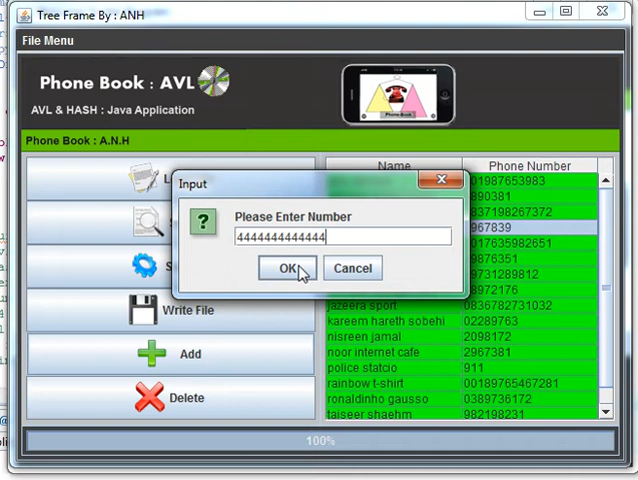 Tree Frame By : ANH
File Menu
Phone Book : AVL
AVL & HASH : Java Application
Phone Book
Phone Book : A.N.H
Name Phone Number
01987653983
890381
837198267372
967839
017635982651
9876351
9731289812
8972176
Input
Please Enter Number
4444444444444
OK Cancel
jazeera sport 0836782731032
kareem hareth sobehi 02289763
nisreen jamal 2098172
noor internet cafe 2967381
police statcio 911
rainbow t-shirt 00189765467281
ronaldinho gausso 0389736172
taiseer shaehm 982198231
Write File
Add
Delete
100%